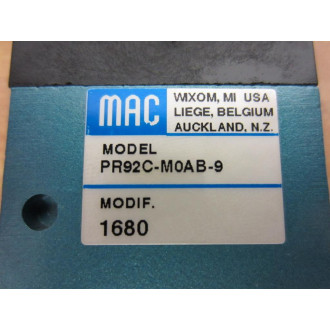 MAC
WIXOM, MI USA
LIEGE, BELGIUM
AUCKLAND, N.Z.
MODEL
PR92C-M0AB-9
MODIF.
1680